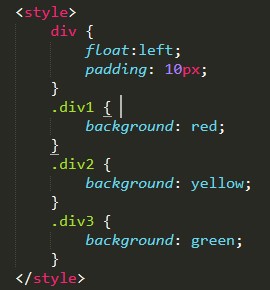 <style>
div {
float:left;
padding: 10px;
}
.div1 {
background: red;
}
.div2 {
background: yellow;
}
.div3 {
background: green;
}
</style>